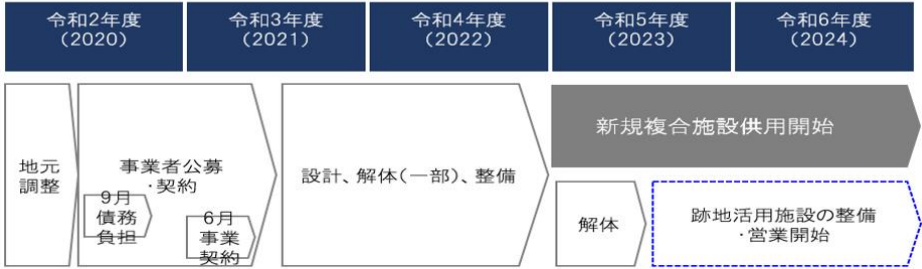 令和2年度
(2020)
令和3年度
(2021)
令和4年度
(2022)
令和5年度
(2023)
令和6年度
(2024)
地元
調整
事業者公募
・契約
9月
債務
負担
6月
事業
契約
設計、解体(一部)、整備
新規複合施設供用開始
解体
跡地活用施設の整備
・営業開始